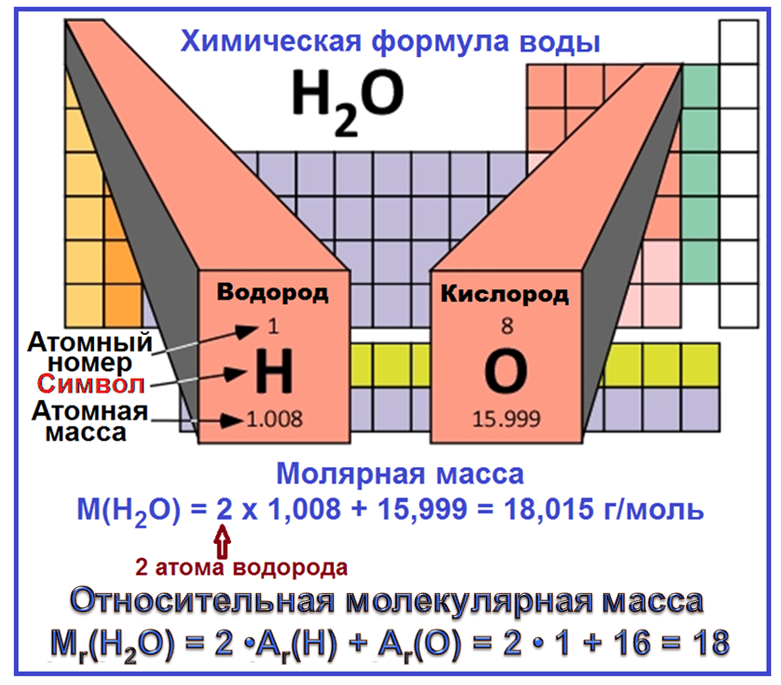 Химическая формула воды
H₂O
Водород
Кислород
Атомный номер
1
8
Символ
H
O
Атомная масса
1.008
15.999
Молярная масса
M(H₂O) = 2 x 1,008 + 15,999 = 18,015 г/моль
2 атома водорода
Относительная молекулярная масса
Mᵣ(H₂O) = 2 •Aᵣ(H) + Aᵣ(O) = 2 • 1 + 16 = 18